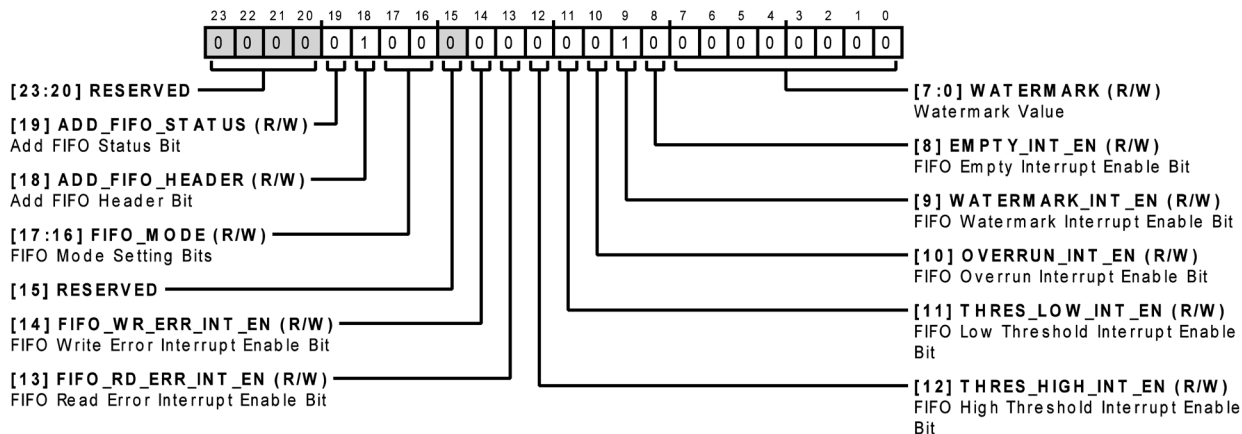 23 22 21 20 19 18 17 16 15 14 13 12 11 10 9 8 7 6 5 4 3 2 1 0
0 0 0 0 0 1 0 0 0 0 0 0 0 0 1 0 0 0 0 0 0 0 0 0
[23:20] RESERVED
[19] ADD_FIFO_STATUS (R/W)
Add FIFO Status Bit
[18] ADD_FIFO_HEADER (R/W)
Add FIFO Header Bit
[17:16] FIFO_MODE (R/W)
FIFO Mode Setting Bits
[15] RESERVED
[14] FIFO_WR_ERR_INT_EN (R/W)
FIFO Write Error Interrupt Enable Bit
[13] FIFO_RD_ERR_INT_EN (R/W)
FIFO Read Error Interrupt Enable Bit
[7:0] WATERMARK (R/W)
Watermark Value
[8] EMPTY_INT_EN (R/W)
FIFO Empty Interrupt Enable Bit
[9] WATERMARK_INT_EN (R/W)
FIFO Watermark Interrupt Enable Bit
[10] OVERRUN_INT_EN (R/W)
FIFO Overrun Interrupt Enable Bit
[11] THRES_LOW_INT_EN (R/W)
FIFO Low Threshold Interrupt Enable
Bit
[12] THRES_HIGH_INT_EN (R/W)
FIFO High Threshold Interrupt Enable
Bit